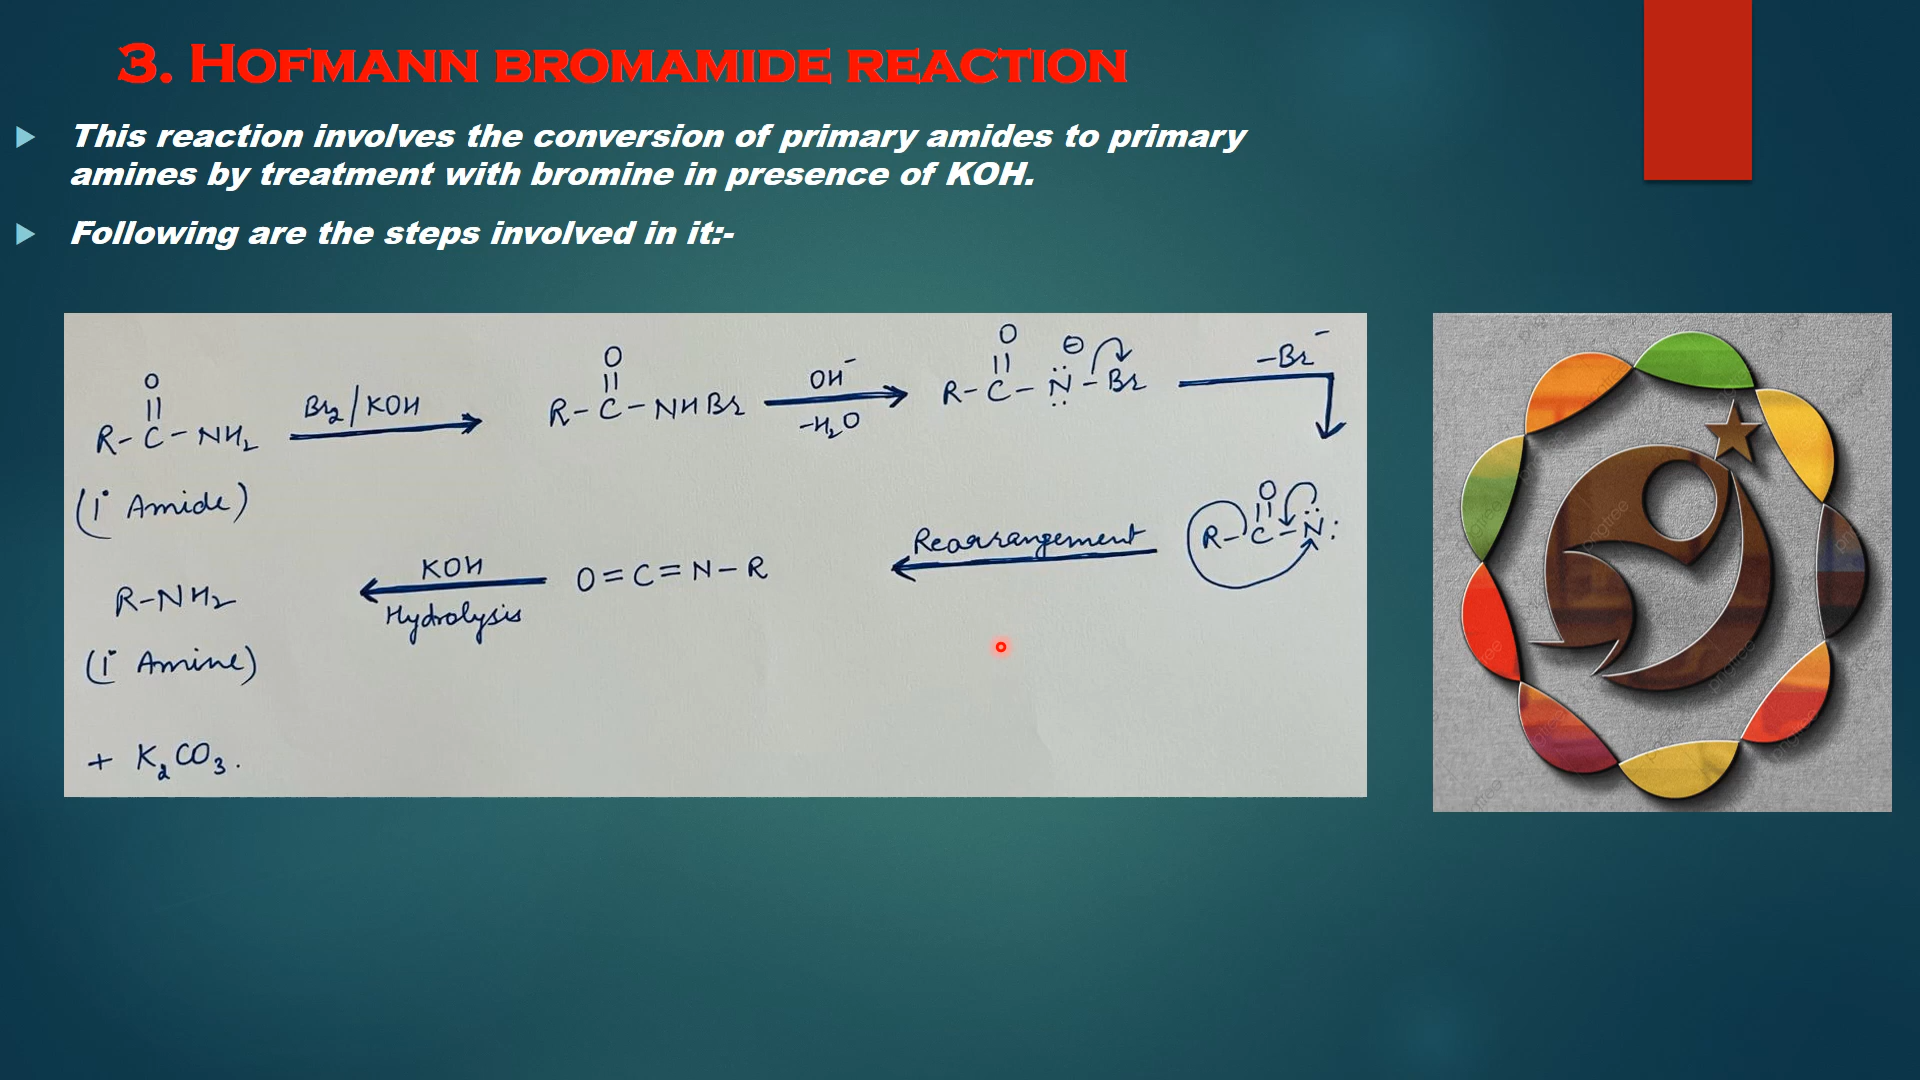 3. Hofmann bromamide reaction
This reaction involves the conversion of primary amides to primary
amines by treatment with bromine in presence of KOH.
Following are the steps involved in it:-
O
||
R-C-NH₂
Br₂/KOH
O
||
R-C-NHBr
OH⁻
-H₂O
O
||
R-C-N̈-Br
⊖
-Br⁻
(1° Amide)
O
||
R-C-N̈:
Rearrangement
O=C=N-R
KOH
Hydrolysis
R-NH₂
(1° Amine)
+ K₂CO₃.
pngtree